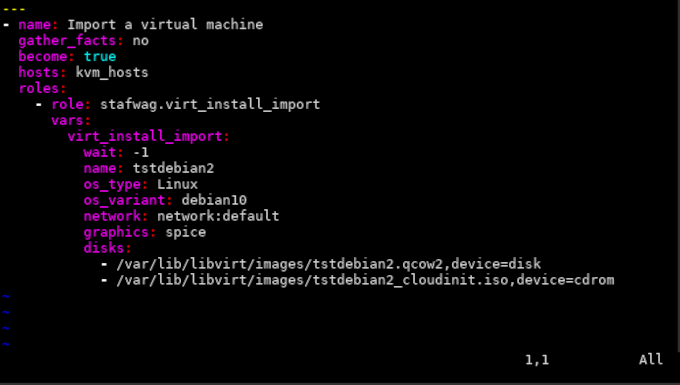 ---
- name: Import a virtual machine
  gather_facts: no
  become: true
  hosts: kvm_hosts
  roles:
    - role: stafwag.virt_install_import
      vars:
        virt_install_import:
          wait: -1
          name: tstdebian2
          os_type: Linux
          os_variant: debian10
          network: network:default
          graphics: spice
          disks:
            - /var/lib/libvirt/images/tstdebian2.qcow2,device=disk
            - /var/lib/libvirt/images/tstdebian2_cloudinit.iso,device=cdrom
~
~
~
~
1,1 All